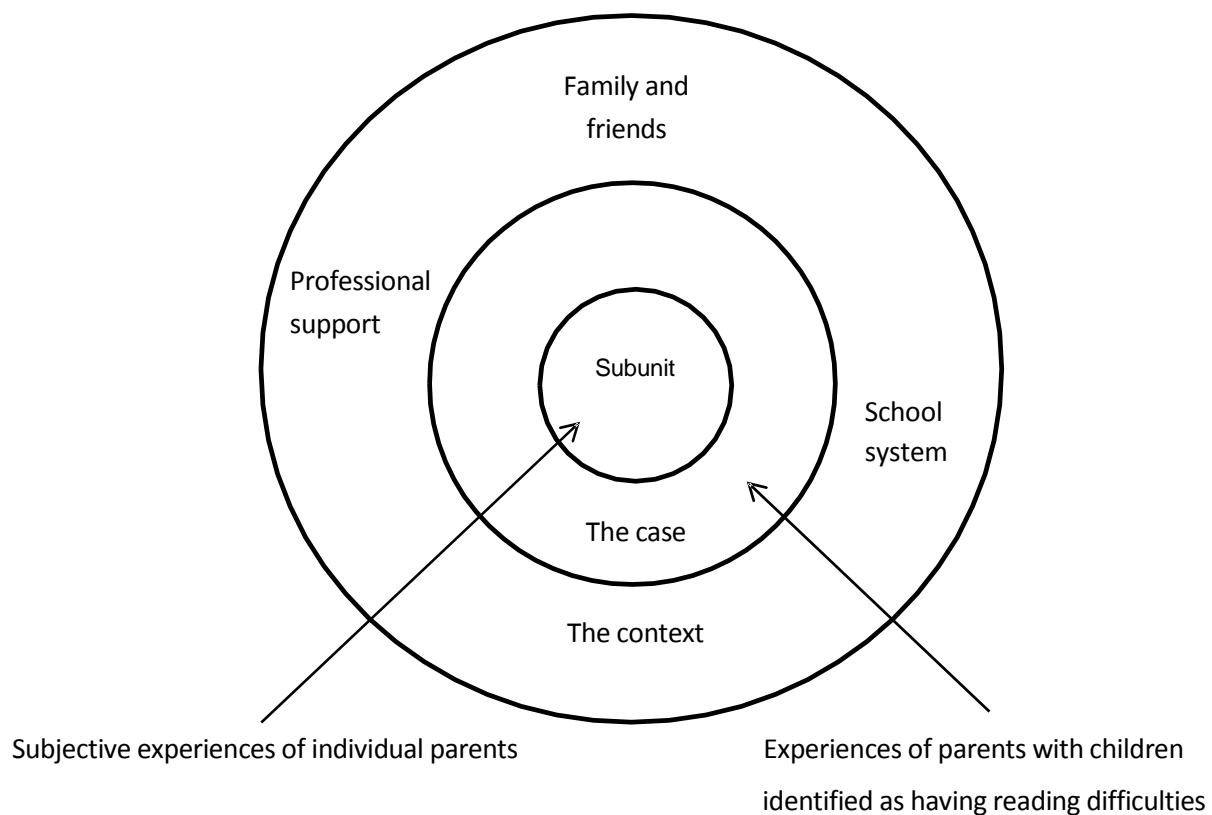 Family and
friends
Professional
support
Subunit
School
system
The case
The context
Subjective experiences of individual parents
Experiences of parents with children
identified as having reading difficulties